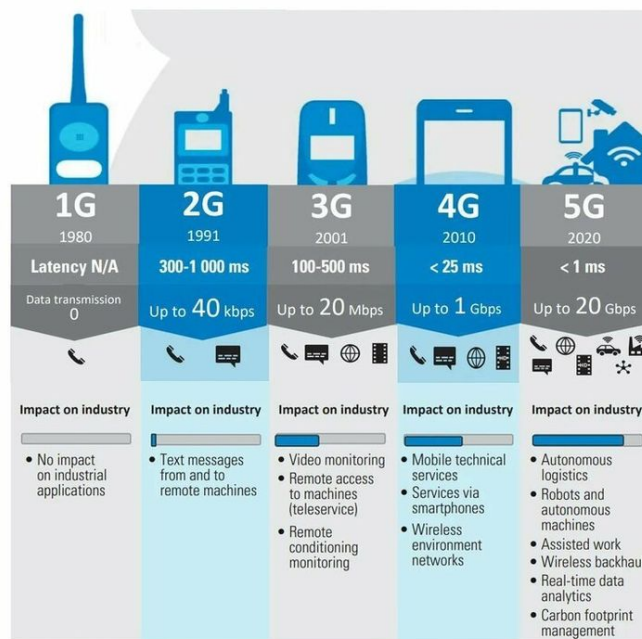 1G
1980
Latency N/A
Data transmission
0
Impact on industry
• No impact
on industrial
applications
2G
1991
300-1 000 ms
Up to 40 kbps
Impact on industry
• Text messages
from and to
remote machines
3G
2001
100-500 ms
Up to 20 Mbps
Impact on industry
• Video monitoring
• Remote access
to machines
(teleservice)
• Remote
conditioning
monitoring
4G
2010
< 25 ms
Up to 1 Gbps
Impact on industry
• Mobile technical
services
• Services via
smartphones
• Wireless
environment
networks
5G
2020
< 1 ms
Up to 20 Gbps
Impact on industry
• Autonomous
logistics
• Robots and
autonomous
machines
• Assisted work
• Wireless backhau
• Real-time data
analytics
• Carbon footprint
management